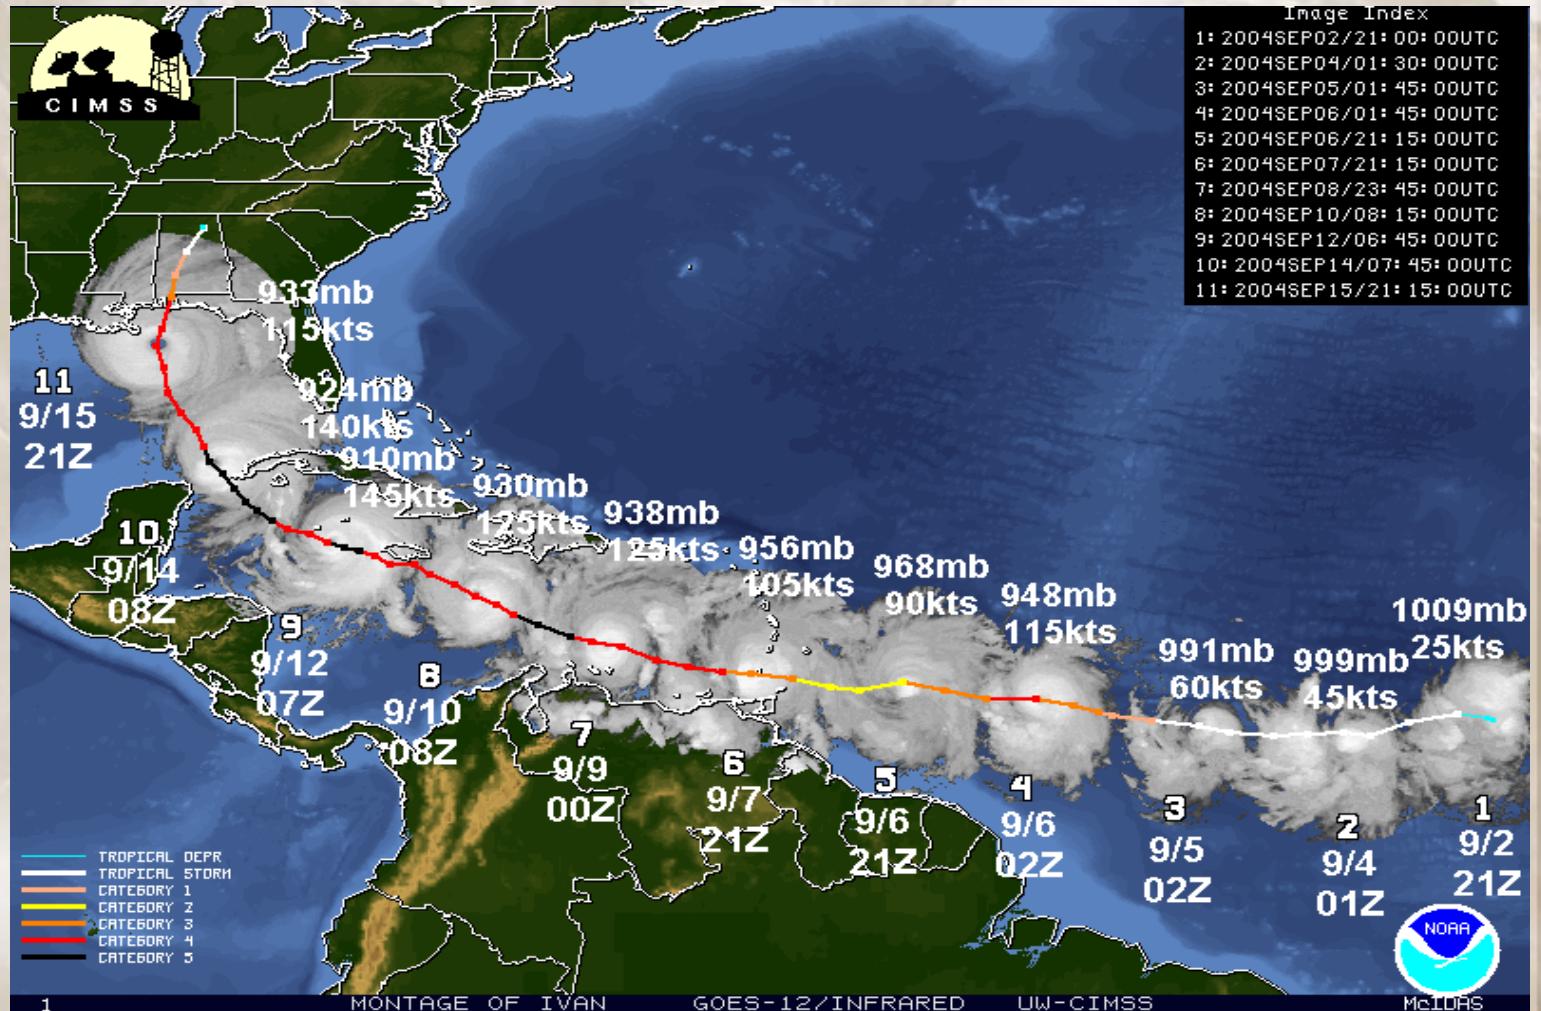 Image Index
1: 2004SEP02/21:00:00UTC
2: 2004SEP04/01:30:00UTC
3: 2004SEP05/01:45:00UTC
4: 2004SEP06/01:45:00UTC
5: 2004SEP06/21:15:00UTC
6: 2004SEP07/21:15:00UTC
7: 2004SEP08/23:45:00UTC
8: 2004SEP10/08:15:00UTC
9: 2004SEP12/06:45:00UTC
10: 2004SEP14/07:45:00UTC
11: 2004SEP15/21:15:00UTC
CIMSS
933mb
115kts
11
9/15
21Z
924mb
140kts
910mb
145kts
930mb
125kts
938mb
125kts
956mb
105kts
968mb
90kts
948mb
115kts
991mb
60kts
999mb
45kts
1009mb
25kts
10
9/14
08Z
9
9/12
07Z
8
9/10
08Z
7
9/9
00Z
6
9/7
21Z
5
9/6
21Z
4
9/6
02Z
3
9/5
02Z
2
9/4
01Z
1
9/2
21Z
TROPICAL DEPR
TROPICAL STORM
CATEGORY 1
CATEGORY 2
CATEGORY 3
CATEGORY 4
CATEGORY 5
NOAA
1 MONTAGE OF IVAN GOES-12/INFRARED UW-CIMSS McIDAS